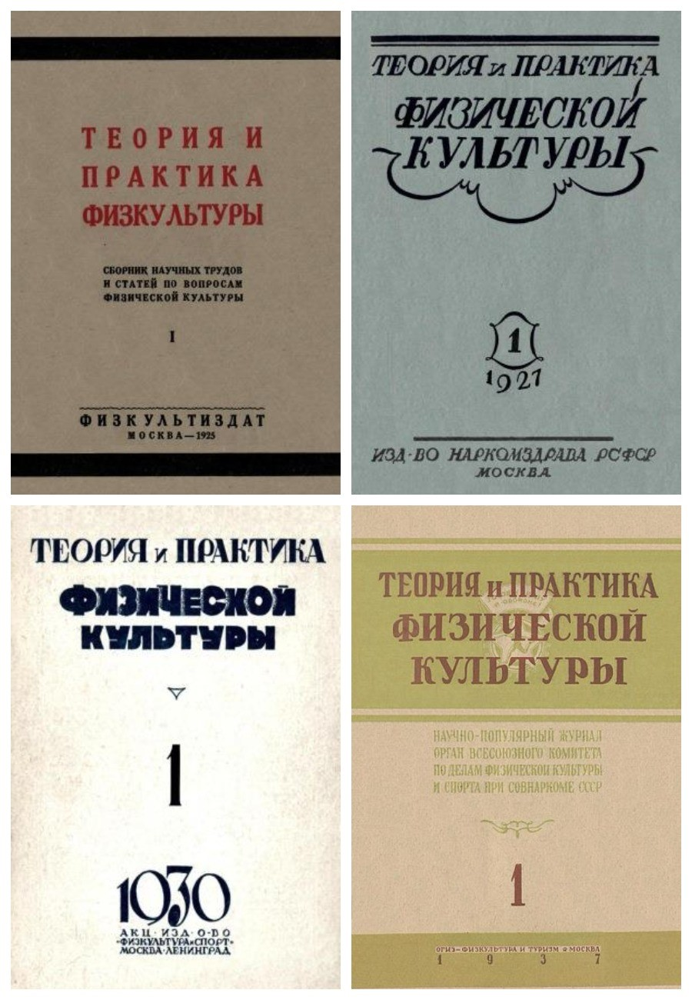 ТЕОРИЯ И
ПРАКТИКА
ФИЗКУЛЬТУРЫ
СБОРНИК НАУЧНЫХ ТРУДОВ
И СТАТЕЙ ПО ВОПРОСАМ
ФИЗИЧЕСКОЙ КУЛЬТУРЫ
I
ФИЗКУЛЬТИЗДАТ
МОСКВА—1925
ТЕОРИЯ и ПРАКТИКА
ФИЗИЧЕСКОЙ
КУЛЬТУРЫ
1
1927
ИЗД-ВО НАРКОМЗДРАВА РСФСР
МОСКВА
ТЕОРИЯ и ПРАКТИКА
ФИЗИЧЕСКОЙ
КУЛЬТУРЫ
1
1930
АКЦ·ИЗД·О-ВО
«ФИЗКУЛЬТУРА и СПОРТ»
МОСКВА·ЛЕНИНГРАД
ТЕОРИЯ и ПРАКТИКА
ФИЗИЧЕСКОЙ
КУЛЬТУРЫ
НАУЧНО-ПОПУЛЯРНЫЙ ЖУРНАЛ
ОРГАН ВСЕСОЮЗНОГО КОМИТЕТА
ПО ДЕЛАМ ФИЗИЧЕСКОЙ КУЛЬТУРЫ
И СПОРТА ПРИ СОВНАРКОМЕ СССР
1
ОГИЗ—ФИЗКУЛЬТУРА И ТУРИЗМ ☆ МОСКВА
1 9 3 7